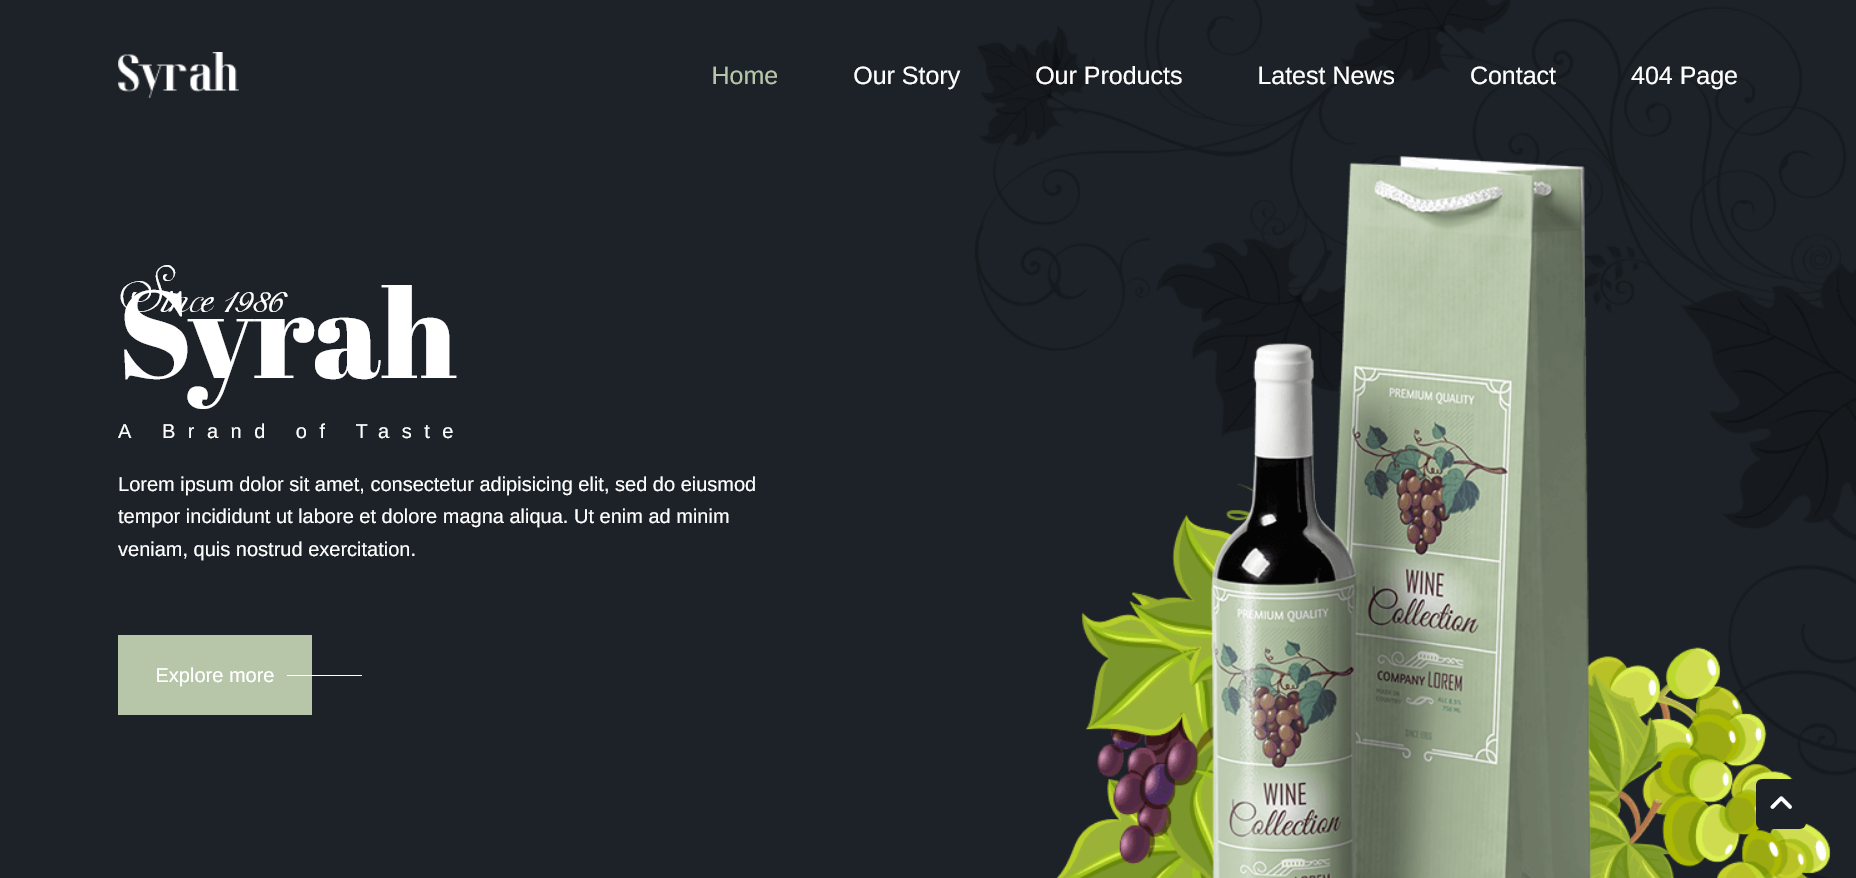 Syrah
Home Our Story Our Products Latest News Contact 404 Page
Since 1986
Syrah
A Brand of Taste
Lorem ipsum dolor sit amet, consectetur adipisicing elit, sed do eiusmod
tempor incididunt ut labore et dolore magna aliqua. Ut enim ad minim
veniam, quis nostrud exercitation.
Explore more
PREMIUM QUALITY
WINE
Collection
COMPANY LOREM
PREMIUM QUALITY
WINE
Collection